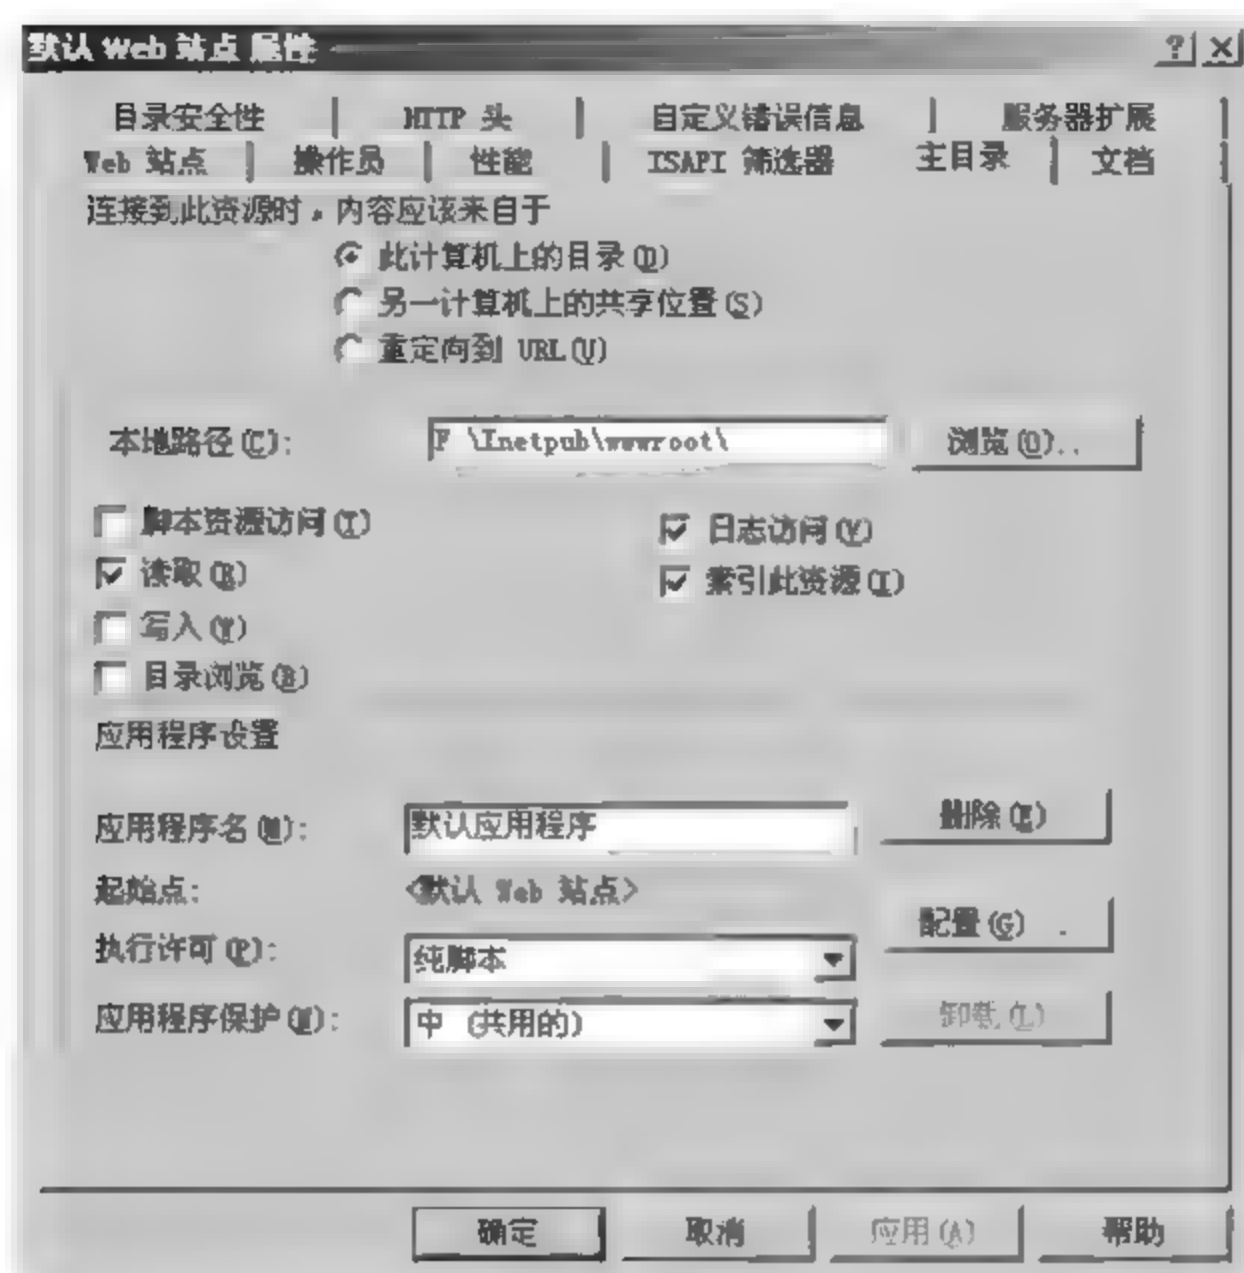 默认 Web 站点 属性
目录安全性 HTTP 头 自定义错误信息 服务器扩展
Web 站点 操作员 性能 ISAPI 筛选器 主目录 文档
连接到此资源时，内容应该来自于
此计算机上的目录(D)
另一计算机上的共享位置(S)
重定向到 URL(U)
本地路径(C): F \Inetpub\wwwroot\ 浏览(O)..
脚本资源访问(T) 日志访问(V)
读取(R) 索引此资源(I)
写入(W)
目录浏览(B)
应用程序设置
应用程序名(M): 默认应用程序 删除(E)
起始点: <默认 Web 站点>
配置(G) .
执行许可(P): 纯脚本
应用程序保护(N): 中 (共用的) 卸载(L)
确定 取消 应用(A) 帮助